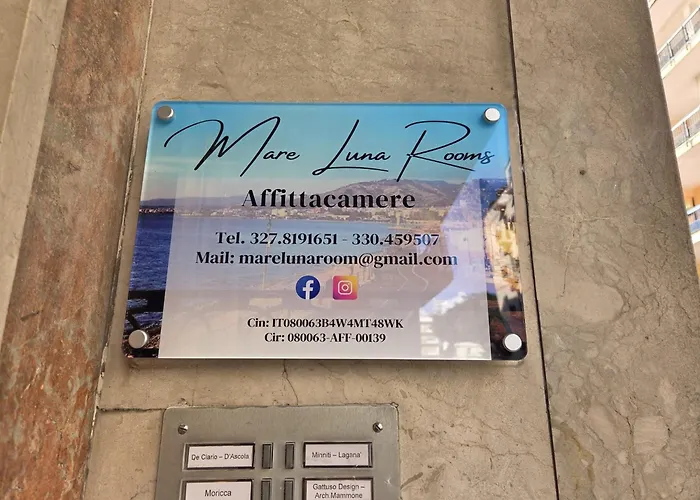 Mare Luna Rooms
Affittacamere
Tel. 327.8191651 - 330.459507
Mail: marelunaroom@gmail.com
Cin: IT080063B4W4MT48WK
Cir: 080063-AFF-00139
De Clario – D'Ascola
Minniti – Lagana'
Moricca
Gattuso Design –
Arch Mammone